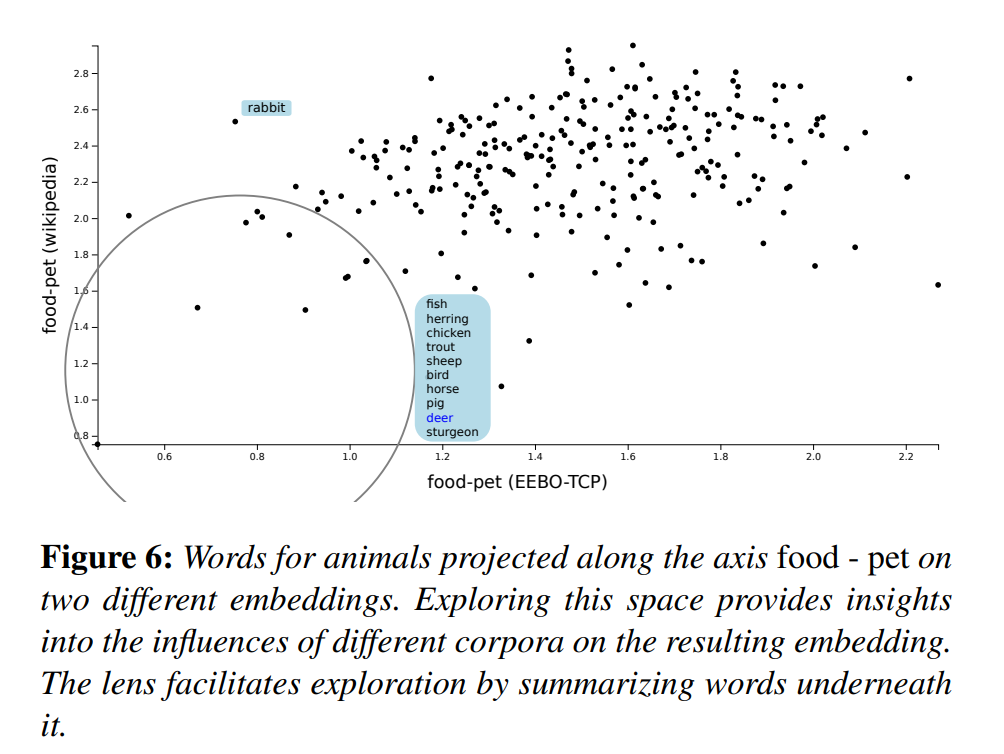 2.8
rabbit
2.6
2.4
2.2
2.0
1.8
1.6
1.4
1.2
1.0
0.8
food-pet (wikipedia)
fish
herring
chicken
trout
sheep
bird
horse
pig
deer
sturgeon
0.6 0.8 1.0 1.2 1.4 1.6 1.8 2.0 2.2
food-pet (EEBO-TCP)
Figure 6: Words for animals projected along the axis food - pet on
two different embeddings. Exploring this space provides insights
into the influences of different corpora on the resulting embedding.
The lens facilitates exploration by summarizing words underneath
it.